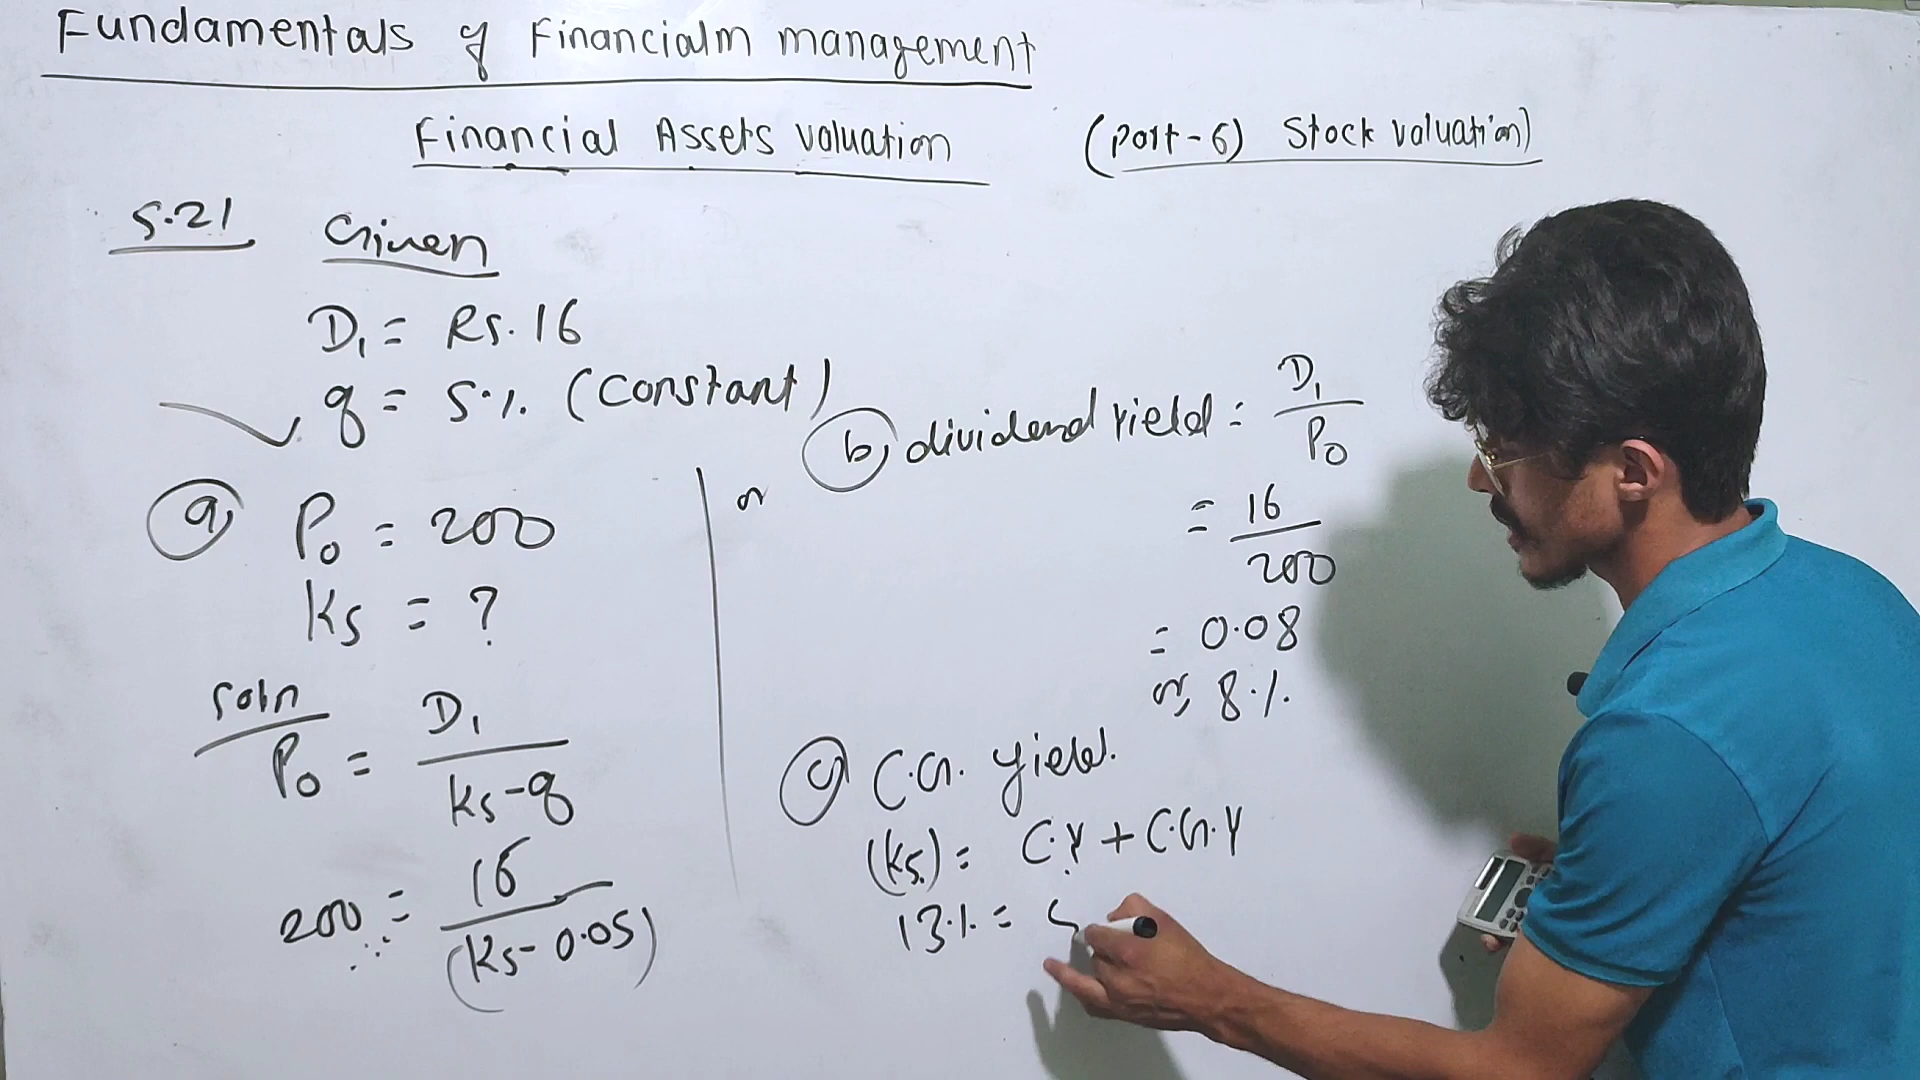 Fundamentals of Financialm management
Financial Assets valuation (part-6) Stock valuation)
5.21 Given
D₁ = Rs. 16
g = 5% (Constant)
a) P₀ = 200
Ks = ?
soln
P₀ = D₁ / Ks-g
200 = 16 / (Ks-0.05)
or
b) dividend yield = D₁ / P₀
= 16 / 200
= 0.08
or, 8%
c) C.G. yield.
(Ks) = C.Y + C.G.Y
13% = 5